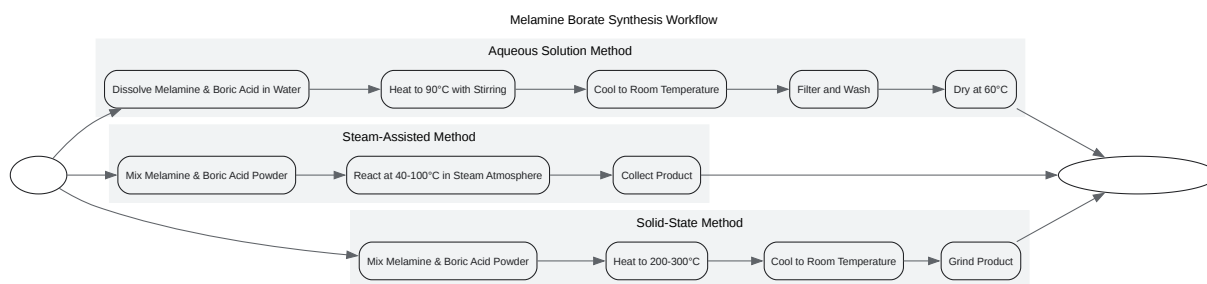 Melamine Borate Synthesis Workflow
Aqueous Solution Method
Dissolve Melamine & Boric Acid in Water
Heat to 90°C with Stirring
Cool to Room Temperature
Filter and Wash
Dry at 60°C
Steam-Assisted Method
Mix Melamine & Boric Acid Powder
React at 40-100°C in Steam Atmosphere
Collect Product
Solid-State Method
Mix Melamine & Boric Acid Powder
Heat to 200-300°C
Cool to Room Temperature
Grind Product